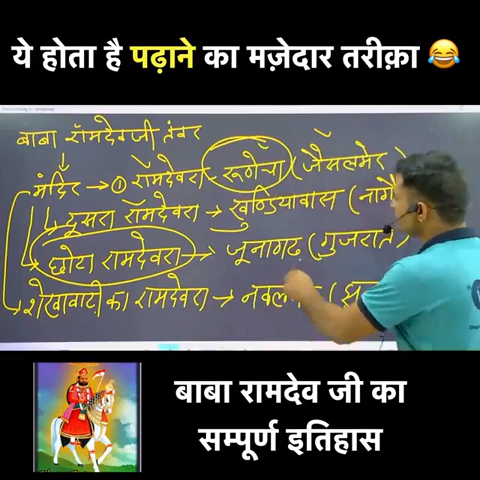 ये होता है पढ़ाने का मज़ेदार तरीक़ा 😂
बाबा रॉमदेवजी तंवर
मंदिर → ① रॉमदेवरा - रूणेचा (जैसलमेर)
↳ दूसरा रॉमदेवरा → खुण्डियावास (नागौ
छोटा रामदेवरा → जूनागढ़ (गुजरात)
→ शेखावाटी का रॉमदेवरा → नवल
बाबा रामदेव जी का
सम्पूर्ण इतिहास